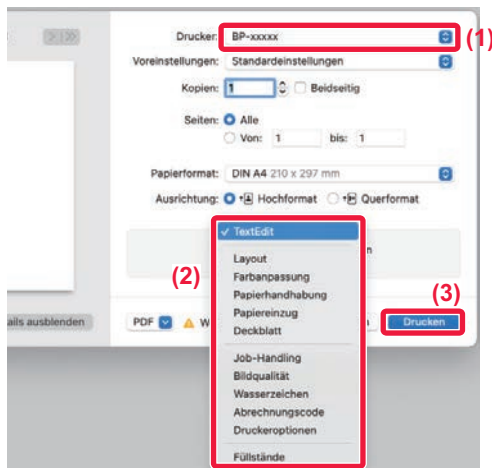 Drucker: BP-xxxxx (1)
Voreinstellungen: Standardeinstellungen
Kopien: 1 Beidseitig
Seiten: Alle
Von: 1 bis: 1
Papierformat: DIN A4 210 x 297 mm
Ausrichtung: Hochformat Querformat
✓ TextEdit
n
Layout
(2) Farbanpassung
Papierhandhabung (3)
Papiereinzug
ails ausblenden PDF W Deckblatt n Drucken
Job-Handling
Bildqualität
Wasserzeichen
Abrechnungscode
Druckeroptionen
Füllstände